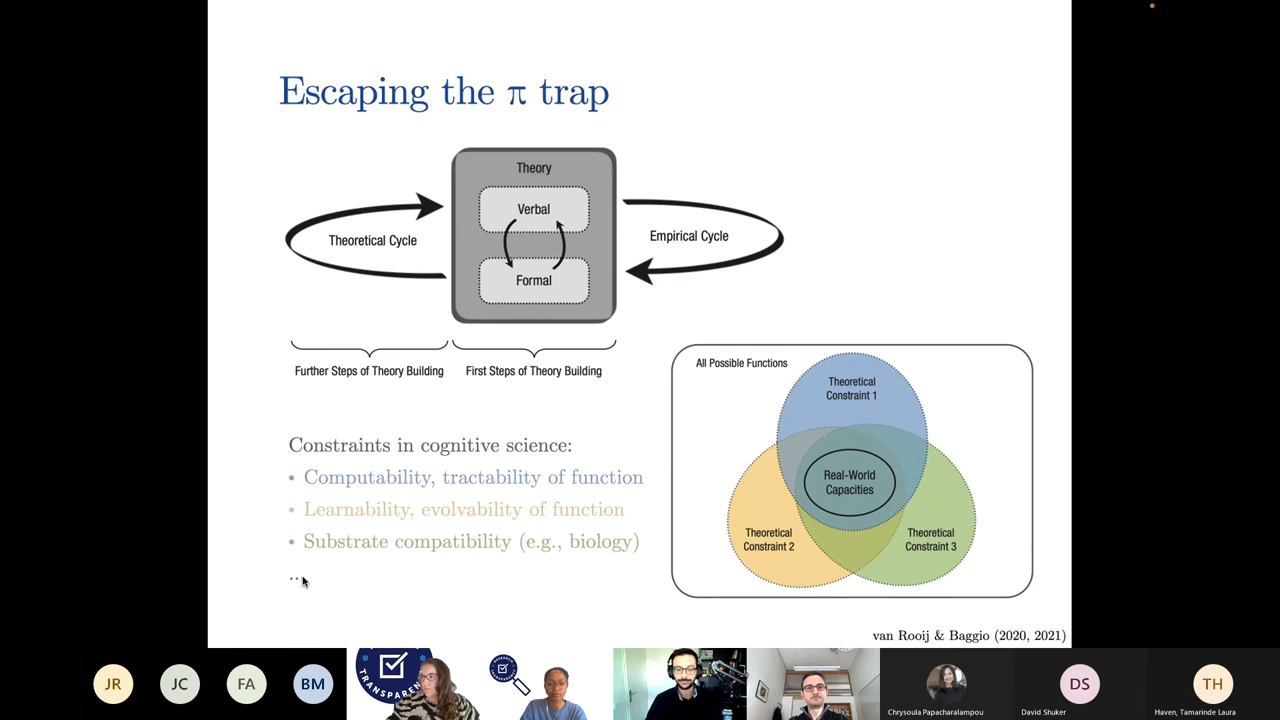 Escaping the π trap
Theory
Verbal
Formal
Theoretical Cycle
Empirical Cycle
Further Steps of Theory Building
First Steps of Theory Building
Constraints in cognitive science:
• Computability, tractability of function
• Learnability, evolvability of function
• Substrate compatibility (e.g., biology)
...
All Possible Functions
Theoretical
Constraint 1
Real-World
Capacities
Theoretical
Constraint 2
Theoretical
Constraint 3
van Rooij & Baggio (2020, 2021)
JR
JC
FA
BM
TRANSPAREN
DS
TH
Chrysoula Papacharalampou
David Shuker
Haven, Tamarinde Laura